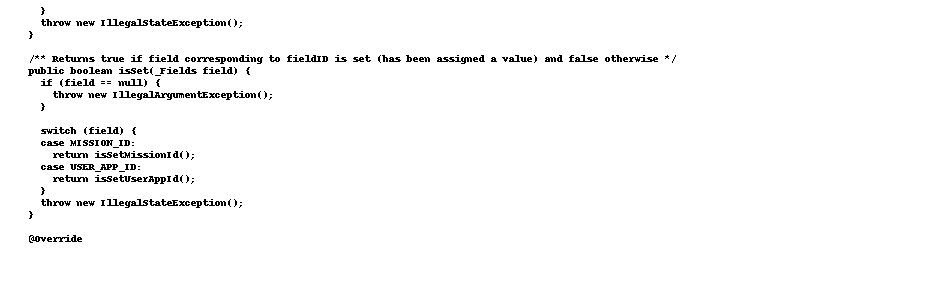 }
throw new IllegalStateException();
}
/** Returns true if field corresponding to fieldID is set (has been assigned a value) and false otherwise */
public boolean isSet(_Fields field) {
if (field == null) {
throw new IllegalArgumentException();
}
switch (field) {
case MISSION_ID:
return isSetMissionId();
case USER_APP_ID:
return isSetUserAppId();
}
throw new IllegalStateException();
}
@Override